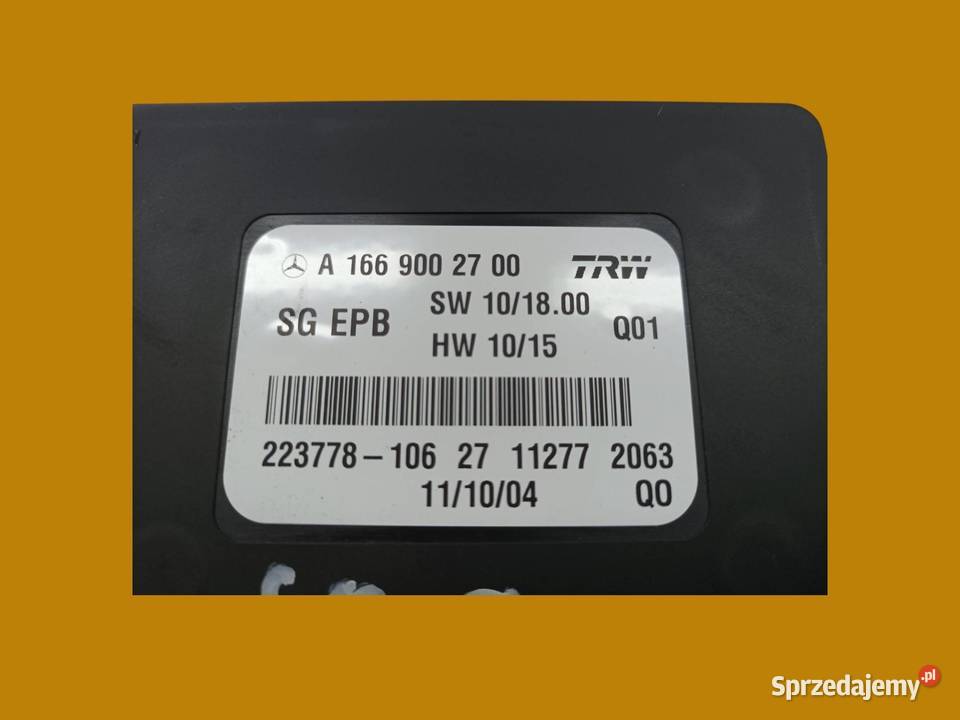 A 166 900 27 00 TRW
SG EPB SW 10/18.00 Q01
HW 10/15
223778-106 27 11277 2063
11/10/04 QO
Sprzedajemy.pl